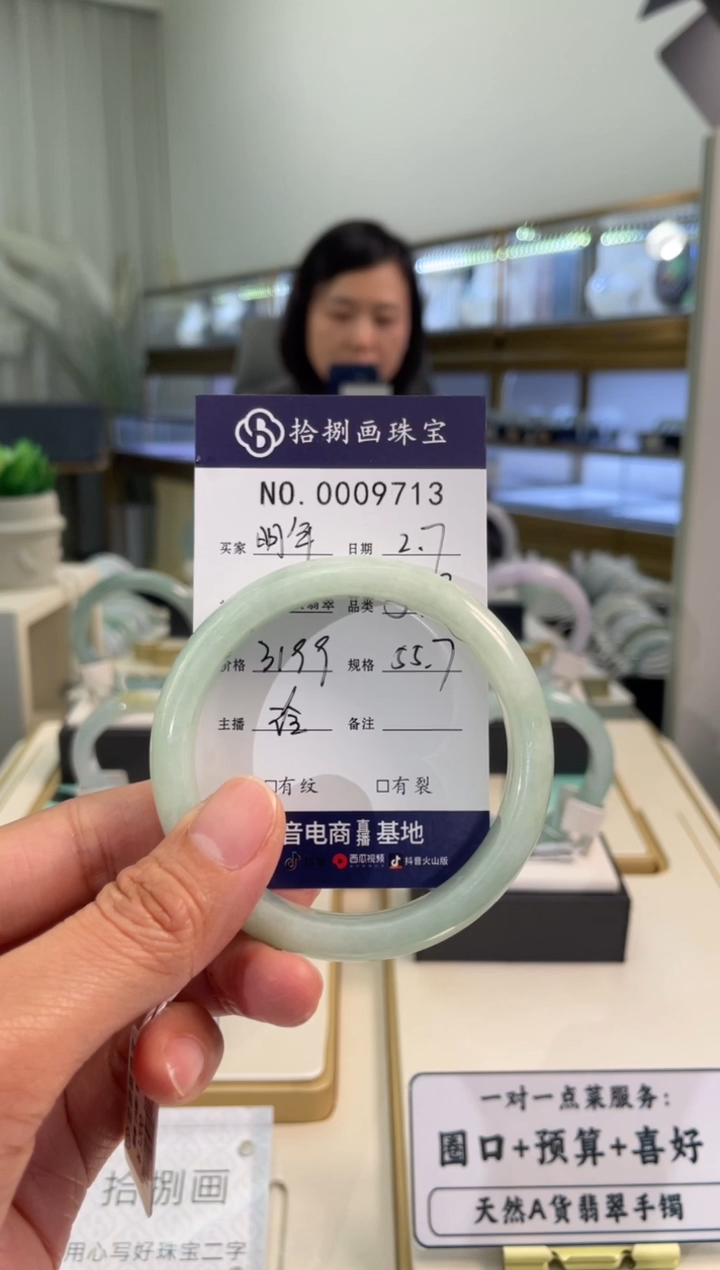 拾捌画珠宝
NO. 0009713
买家 明年 日期 2.7
翡翠 品类
价格 3199 规格 55.7
主播 备注
□有纹 □有裂
音电商直播基地
西瓜视频 抖音火山版
一对一点菜服务:
圈口+预算+喜好
天然A货翡翠手镯
拾捌画
用心写好珠宝二字